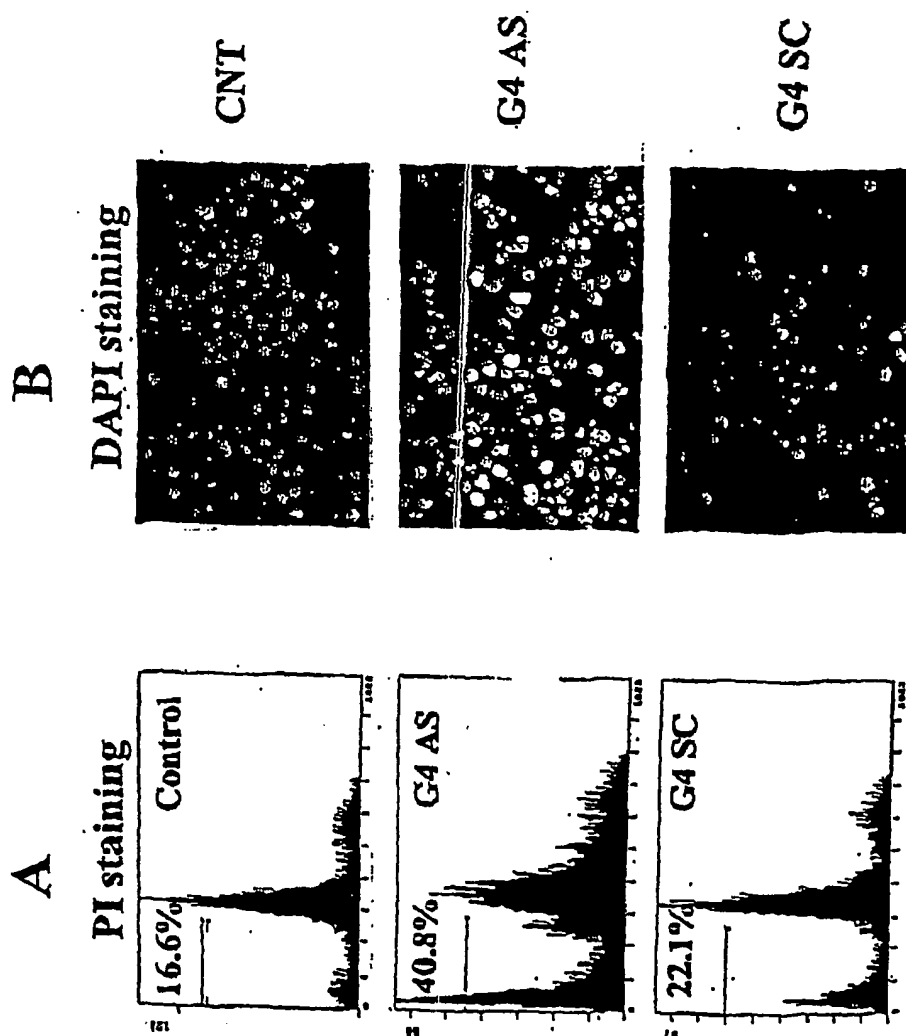 A
PI staining
16.6%
Control
40.8%
G4 AS
22.1%
G4 SC
B
DAPI staining
CNT
G4 AS
G4 SC